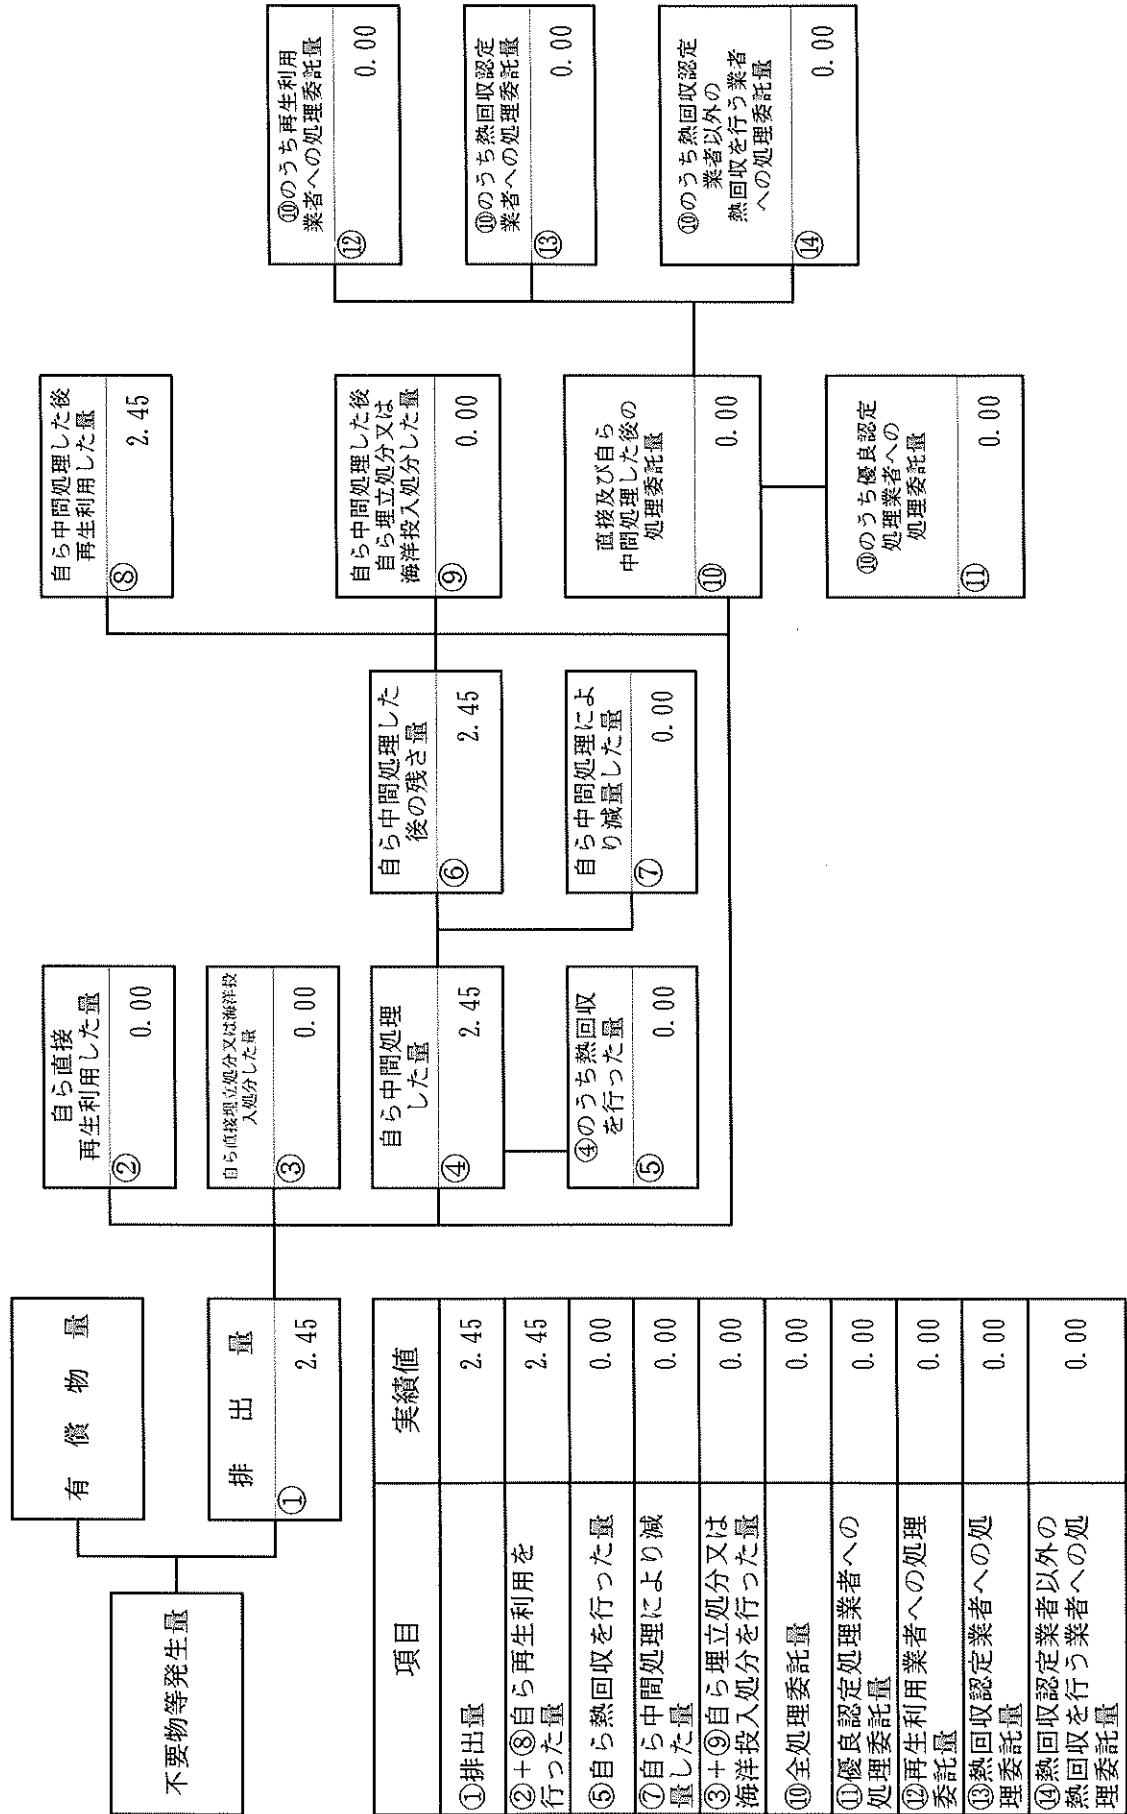 不要物等発生量
有償物量
排出量
① 2.45
自ら直接
再生利用した量
② 0.00
自ら直接埋立処分又は海洋投
入処分した量
③ 0.00
自ら中間処理
した量
④ 2.45
④のうち熱回収
を行った量
⑤ 0.00
自ら中間処理した
後の残さ量
⑥ 2.45
自ら中間処理によ
り減量した量
⑦ 0.00
自ら中間処理した後
再生利用した量
⑧ 2.45
自ら中間処理した後
自ら埋立処分又は
海洋投入処分した量
⑨ 0.00
直接及び自ら
中間処理した後の
処理委託量
⑩ 0.00
⑩のうち優良認定
処理業者への
処理委託量
⑪ 0.00
⑩のうち再生利用
業者への処理委託量
⑫ 0.00
⑩のうち熱回収認定
業者への処理委託量
⑬ 0.00
⑩のうち熱回収認定
業者以外の
熱回収を行う業者
への処理委託量
⑭ 0.00
項目 実績値
①排出量 2.45
②+⑧自ら再生利用を
行った量 2.45
⑤自ら熱回収を行った量 0.00
⑦自ら中間処理により減
量した量 0.00
③+⑨自ら埋立処分又は
海洋投入処分を行った量 0.00
⑩全処理委託量 0.00
⑪優良認定処理業者への
処理委託量 0.00
⑫再生利用業者への処理
委託量 0.00
⑬熱回収認定業者への処
理委託量 0.00
⑭熱回収認定業者以外の
熱回収を行う業者への処
理委託量 0.00